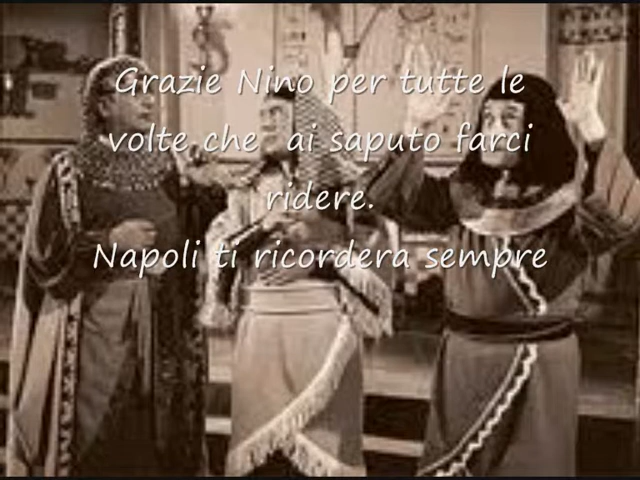 Grazie Nino per tutte le
volte che ai saputo farci
ridere.
Napoli ti ricordera sempre